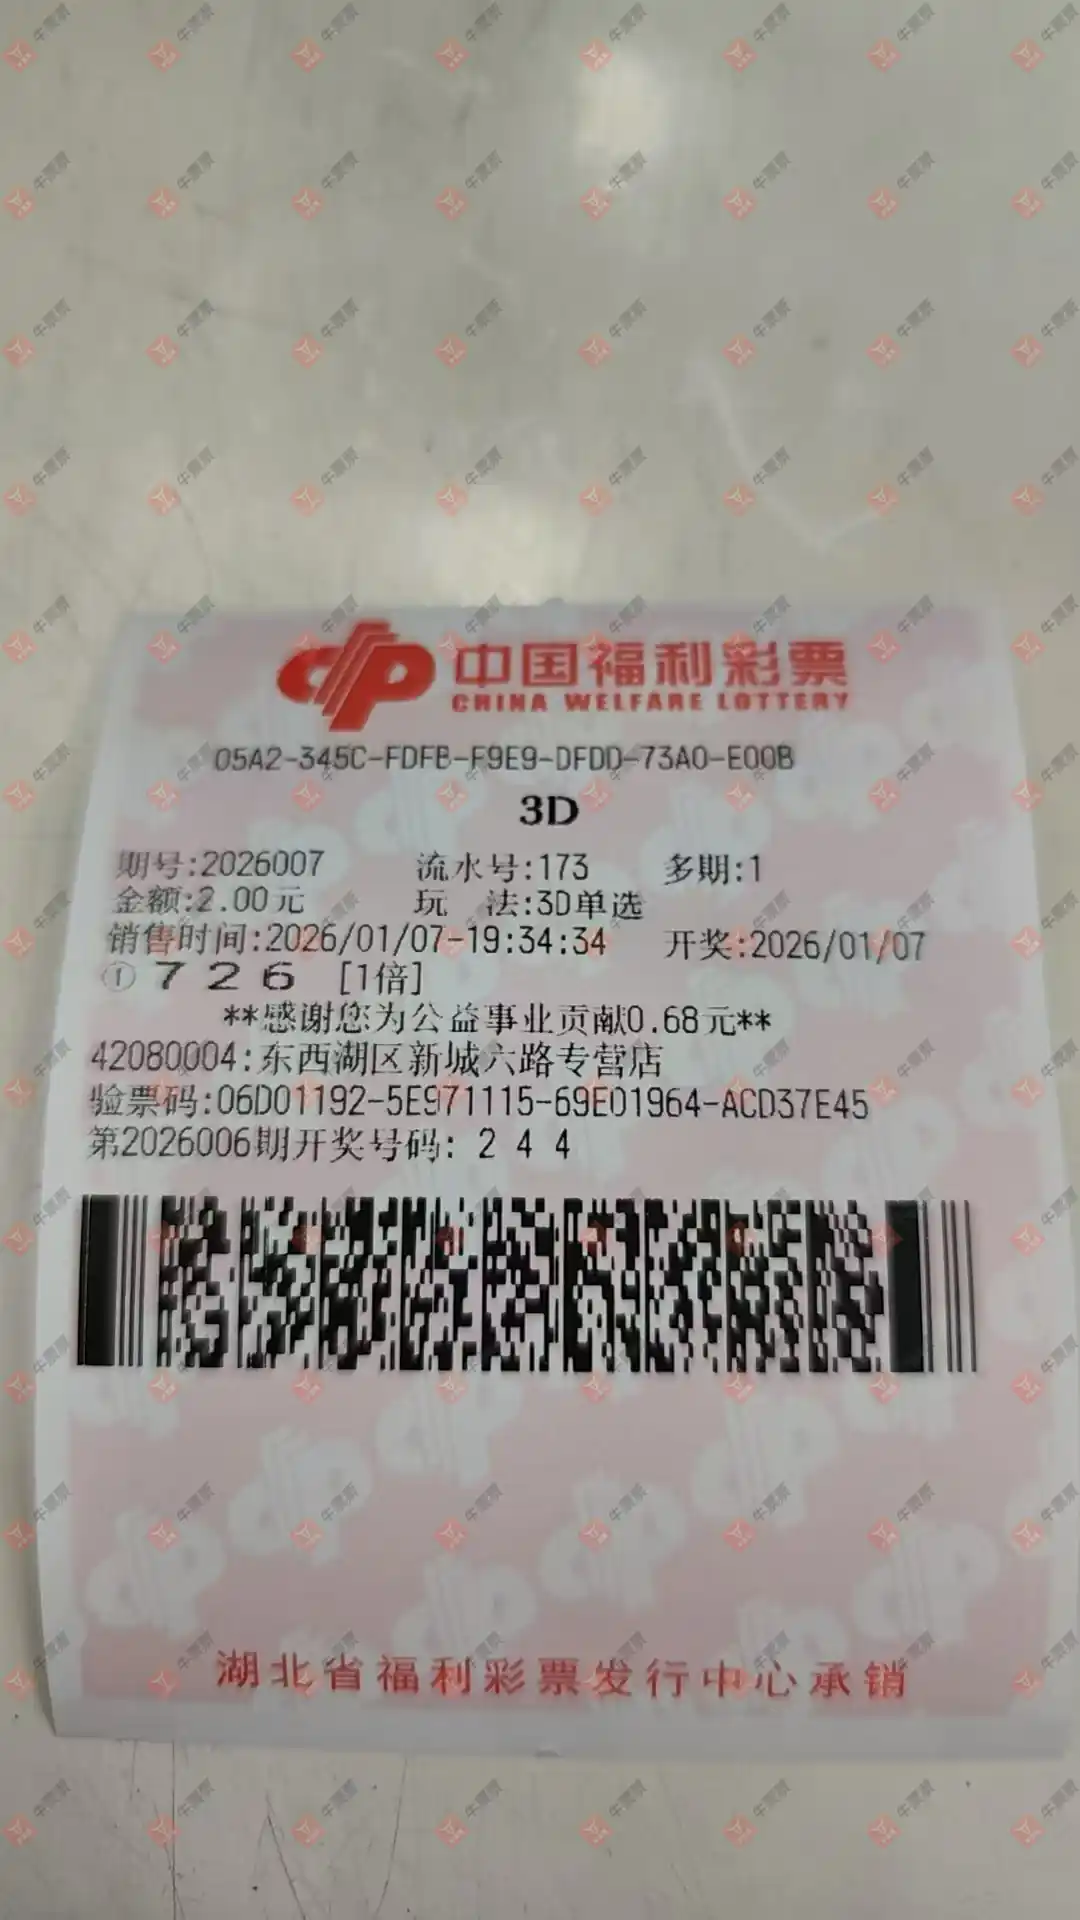 中国福利彩票
CHINA WELFARE LOTTERY
05A2-345C-FDFB-F9E9-DFDD-73A0-E00B
3D
期号:2026007 流水号:173 多期:1
金额:2.00元 玩 法:3D单选
销售时间:2026/01/07-19:34:34 开奖:2026/01/07
① 7 2 6 [1倍]
**感谢您为公益事业贡献0.68元**
42080004:东西湖区新城六路专营店
验票码:06D01192-5E971115-69E01964-ACD37E45
第2026006期开奖号码: 2 4 4
湖北省福利彩票发行中心承销
牛票票